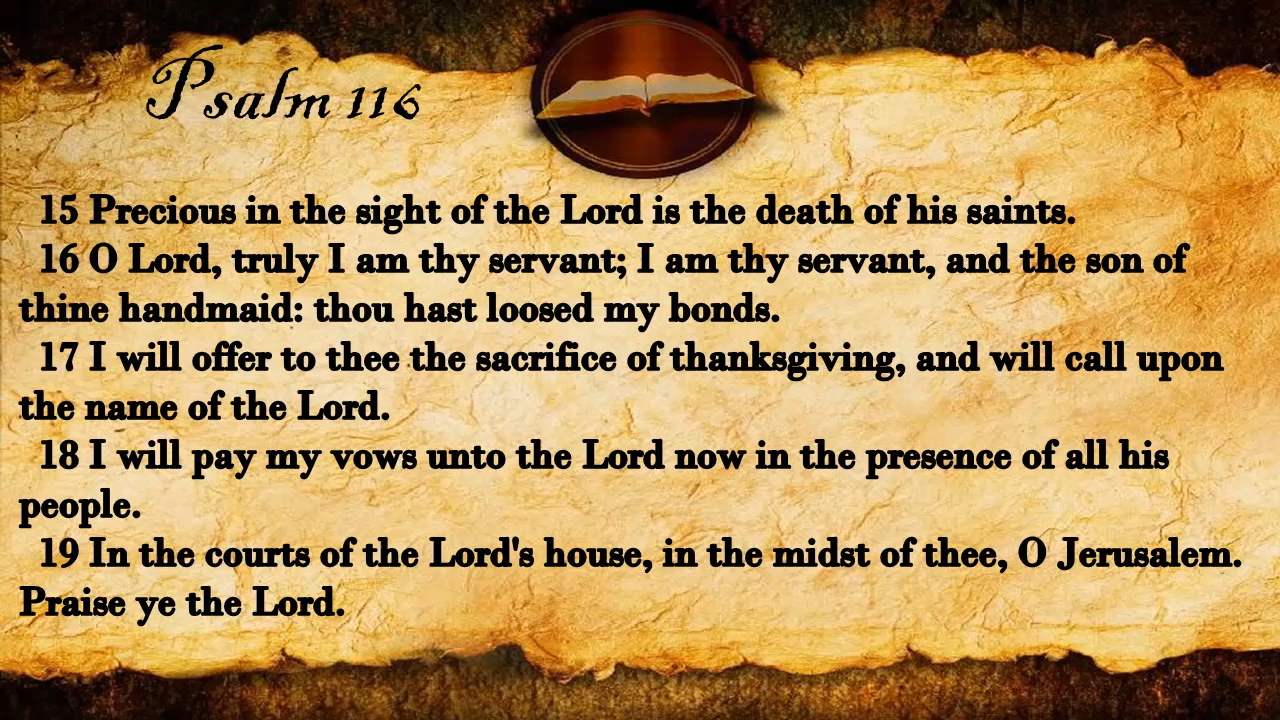 Psalm 116
15 Precious in the sight of the Lord is the death of his saints.
16 O Lord, truly I am thy servant; I am thy servant, and the son of
thine handmaid: thou hast loosed my bonds.
17 I will offer to thee the sacrifice of thanksgiving, and will call upon
the name of the Lord.
18 I will pay my vows unto the Lord now in the presence of all his
people.
19 In the courts of the Lord's house, in the midst of thee, O Jerusalem.
Praise ye the Lord.